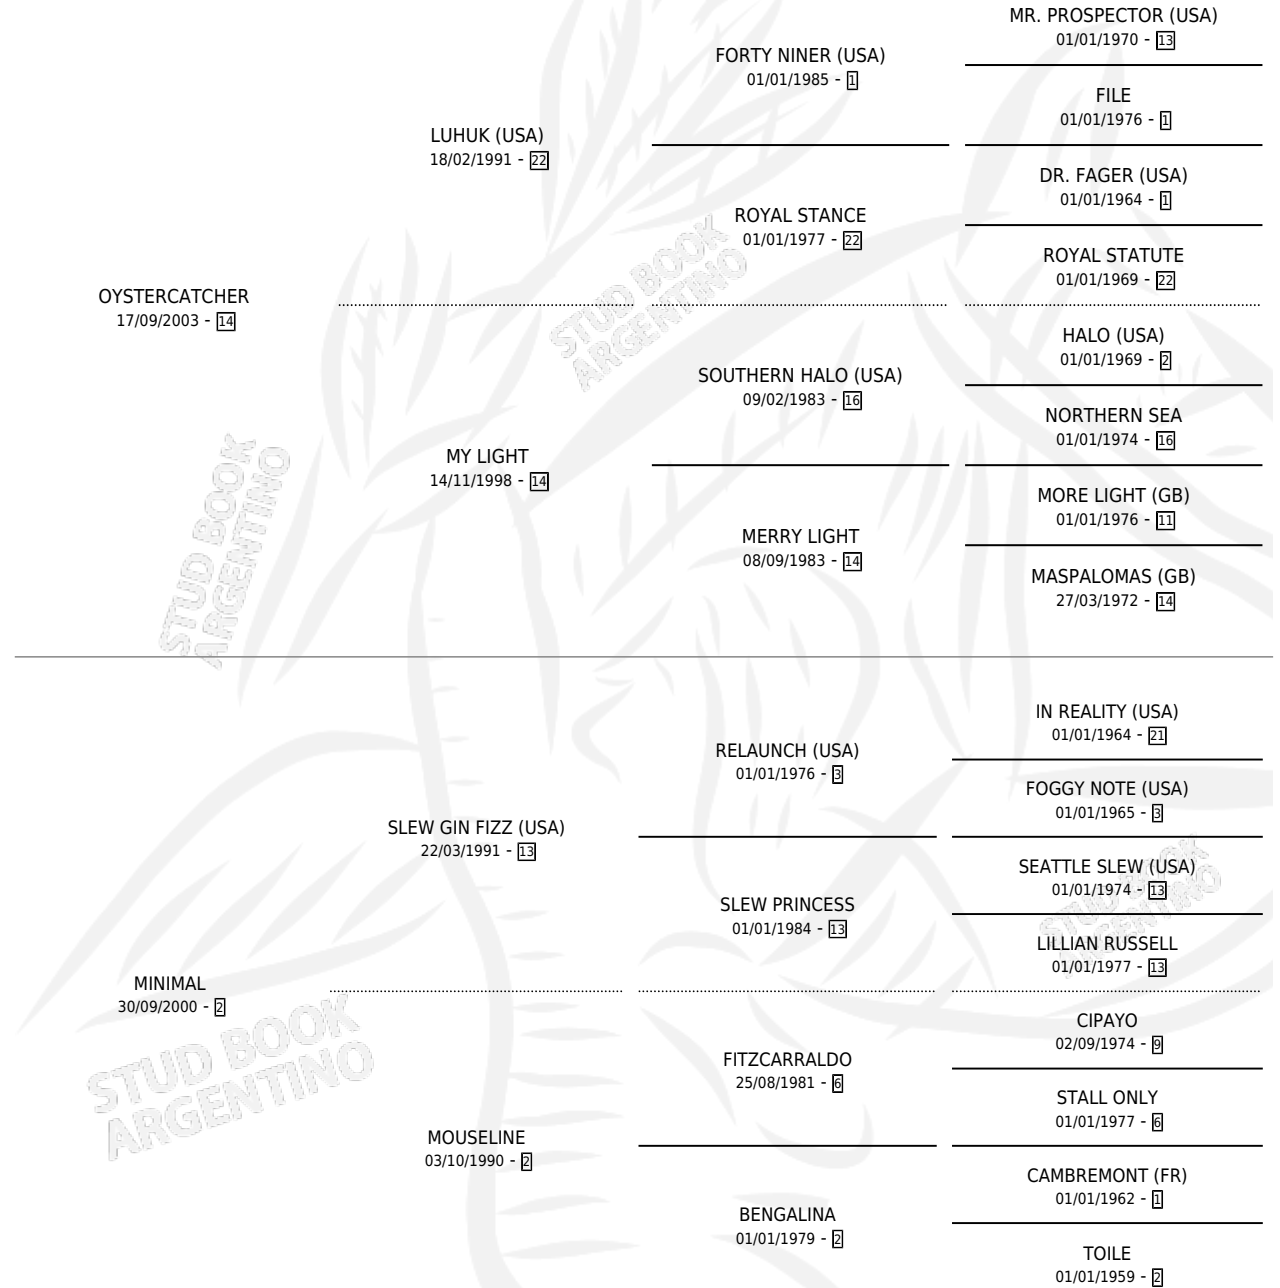 MR. PROSPECTOR (USA)
01/01/1970 - 13
FORTY NINER (USA)
01/01/1985 - 1
FILE
01/01/1976 - 1
LUHUK (USA)
18/02/1991 - 22
DR. FAGER (USA)
01/01/1964 - 1
ROYAL STANCE
01/01/1977 - 22
ROYAL STATUTE
01/01/1969 - 22
OYSTERCATCHER
17/09/2003 - 14
HALO (USA)
01/01/1969 - 2
SOUTHERN HALO (USA)
09/02/1983 - 16
NORTHERN SEA
01/01/1974 - 16
MY LIGHT
14/11/1998 - 14
MORE LIGHT (GB)
01/01/1976 - 11
MERRY LIGHT
08/09/1983 - 14
MASPALOMAS (GB)
27/03/1972 - 14
STUD BOOK
ARGENTINO
STUD BOOK
ARGENTINO
IN REALITY (USA)
01/01/1964 - 21
RELAUNCH (USA)
01/01/1976 - 3
FOGGY NOTE (USA)
01/01/1965 - 3
SLEW GIN FIZZ (USA)
22/03/1991 - 13
SEATTLE SLEW (USA)
01/01/1974 - 13
SLEW PRINCESS
01/01/1984 - 13
LILLIAN RUSSELL
01/01/1977 - 13
STUD BOOK
ARGENTINO
MINIMAL
30/09/2000 - 2
CIPAYO
02/09/1974 - 9
FITZCARRALDO
25/08/1981 - 6
STALL ONLY
01/01/1977 - 6
MOUSELINE
03/10/1990 - 2
CAMBREMONT (FR)
01/01/1962 - 1
BENGALINA
01/01/1979 - 2
TOILE
01/01/1959 - 2
STUD BOOK
ARGENTINO